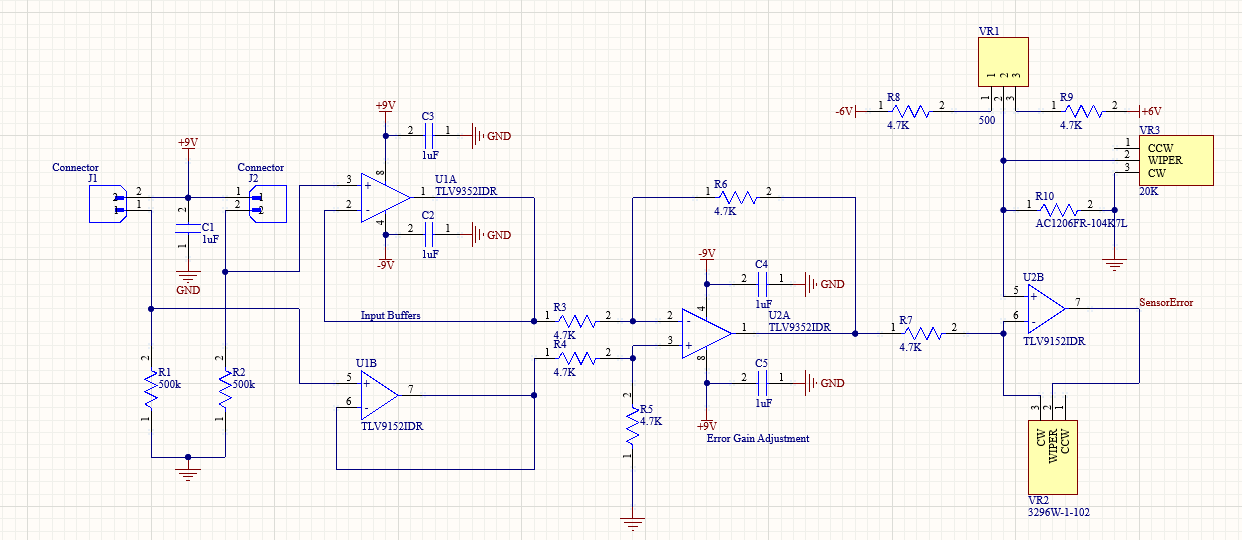 VR1
1
2
3
1
2
3
500
-6V
1
R8
2
4.7K
1
R9
2
4.7K
+6V
VR3
1 CCW
2 WIPER
3 CW
20K
1
R10
2
AC1206FR-104K7L
+9V
C3
2
1
GND
1uF
+9V
Connector
J1
2
2
1
1
Connector
J2
1
1
2
2
2
C1
1uF
1
GND
8
3
+
2
-
1
U1A
TLV9352IDR
4
C2
2
1
GND
1uF
-9V
R6
1
2
4.7K
-9V
C4
2
1
GND
1uF
4
U2A
TLV9352IDR
2
-
3
+
1
8
C5
2
1
GND
1uF
+9V
Error Gain Adjustment
Input Buffers
R3
1
2
4.7K
R4
1
2
4.7K
U1B
5
+
6
-
7
TLV9152IDR
2
R1
500k
1
2
R2
500k
1
2
R5
4.7K
1
1
R7
2
4.7K
U2B
5
+
6
-
7
SensorError
TLV9152IDR
3
2
1
CW
WIPER
CCW
VR2
3296W-1-102